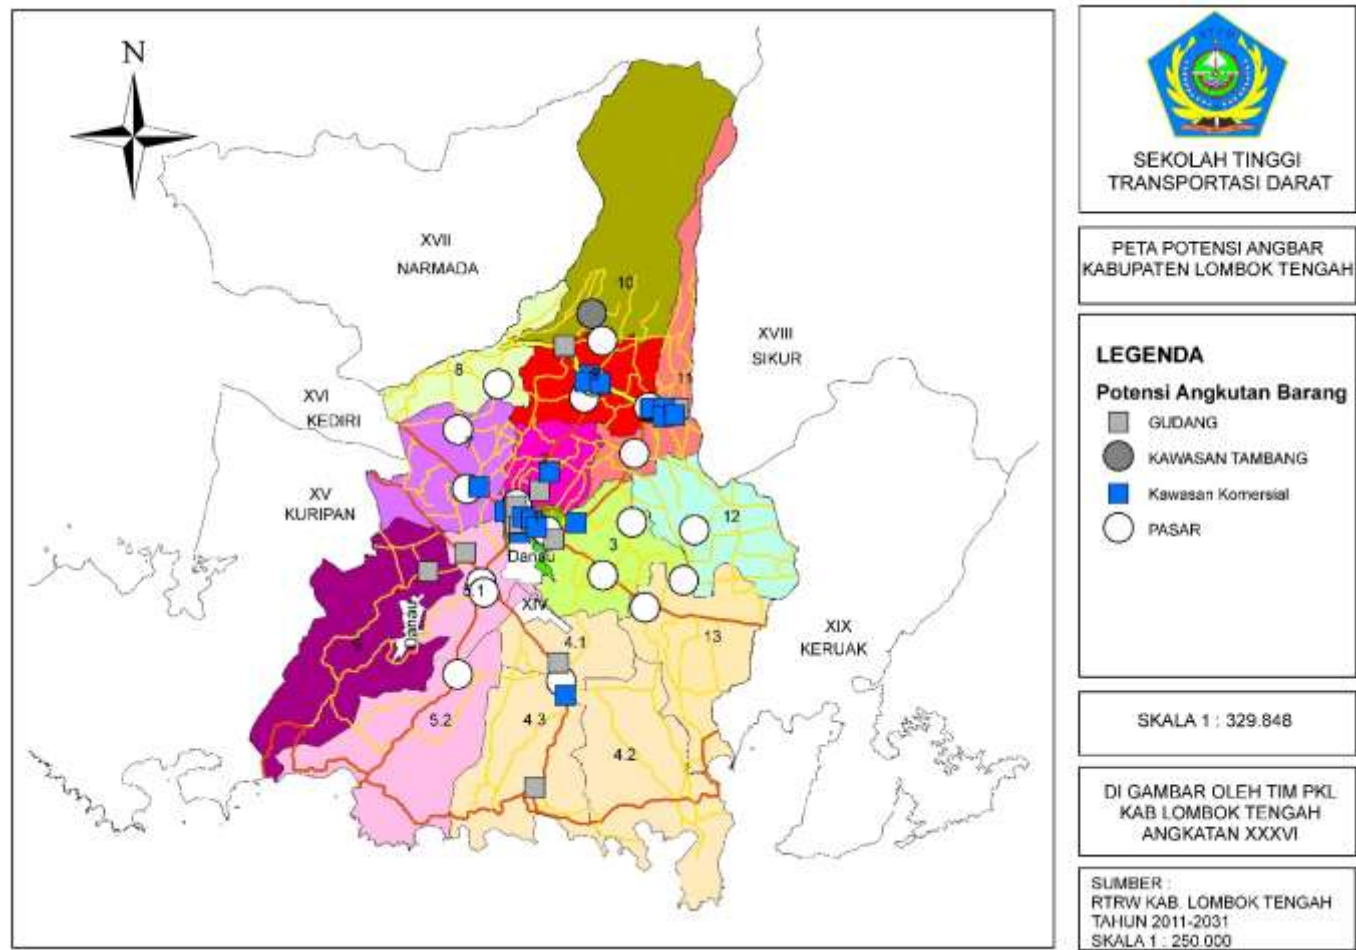 N
XVII
NARMADA
10
XVIII
SIKUR
8
9
11
XVI
KEDIRI
XV
KURIPAN
12
3
Danau
5.1
XIV
Danau
4.1
13
XIX
KERUAK
5.2
4.3
4.2
SEKOLAH TINGGI
TRANSPORTASI DARAT
PETA POTENSI ANGBAR
KABUPATEN LOMBOK TENGAH
LEGENDA
Potensi Angkutan Barang
GUDANG
KAWASAN TAMBANG
Kawasan Komersial
PASAR
SKALA 1 : 329.848
DI GAMBAR OLEH TIM PKL
KAB LOMBOK TENGAH
ANGKATAN XXXVI
SUMBER :
RTRW KAB. LOMBOK TENGAH
TAHUN 2011-2031
SKALA 1 : 250.000